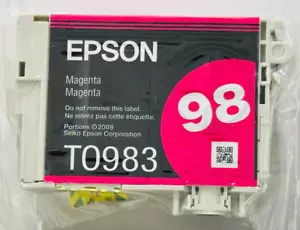 EPSON
Magenta
Magenta
Do not remove this label.
Ne retirez pas cette étiquette.
Portions ©2008
Seiko Epson Corporation
T0983
98